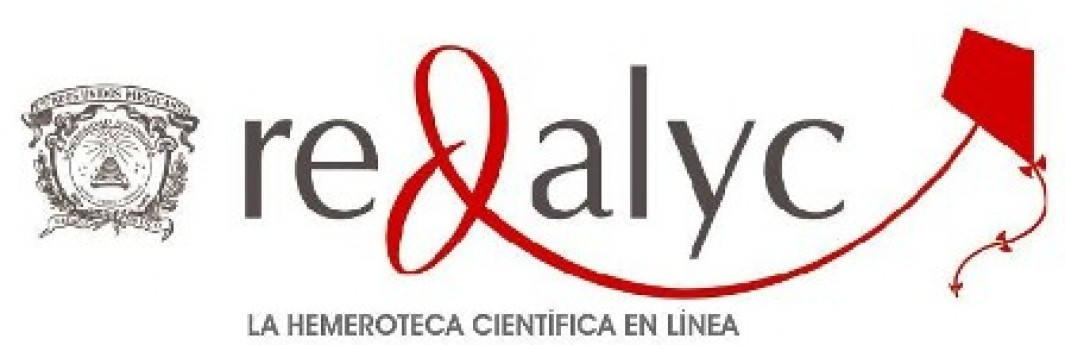 redalyc
LA HEMEROTECA CIENTÍFICA EN LÍNEA